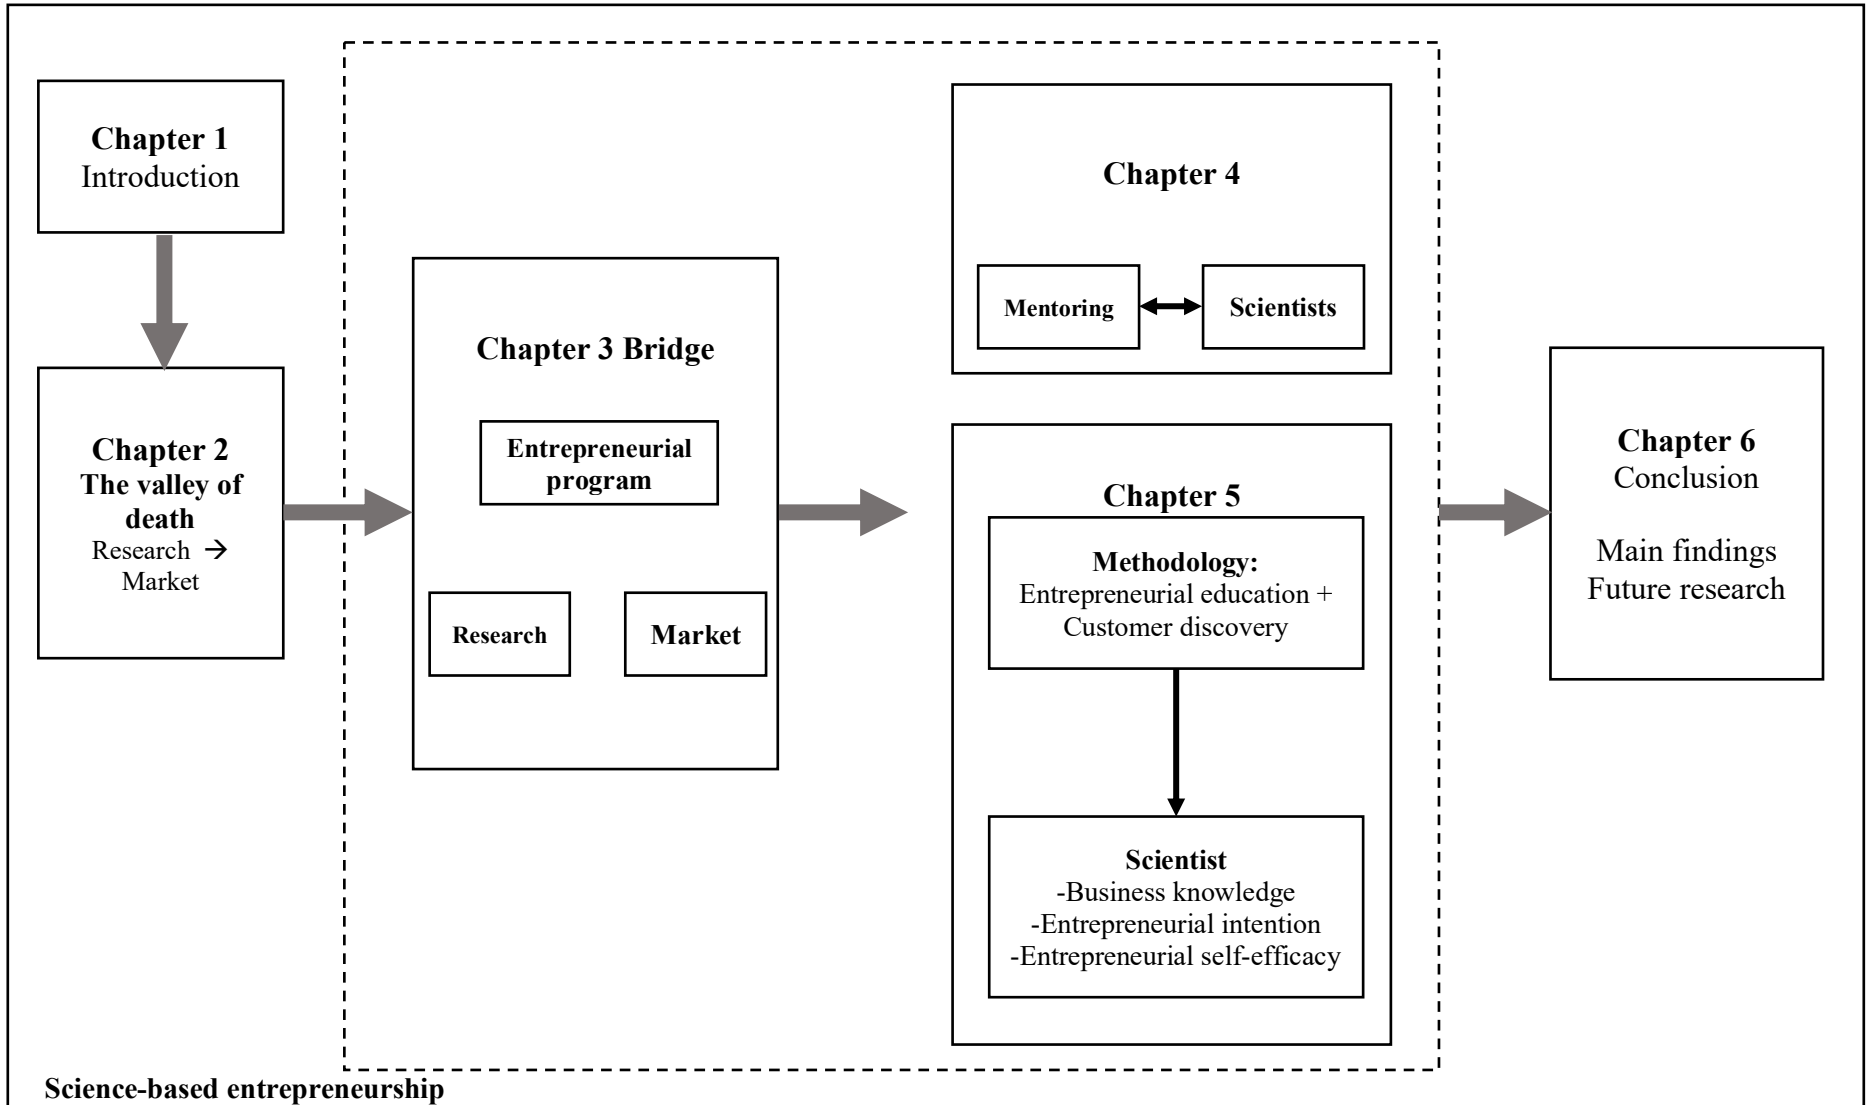 Chapter 1
Introduction
Chapter 2
The valley of
death
Research →
Market
Chapter 3 Bridge
Entrepreneurial
program
Research
Market
Chapter 4
Mentoring
Scientists
Chapter 5
Methodology:
Entrepreneurial education +
Customer discovery
Scientist
-Business knowledge
-Entrepreneurial intention
-Entrepreneurial self-efficacy
Chapter 6
Conclusion
Main findings
Future research
Science-based entrepreneurship